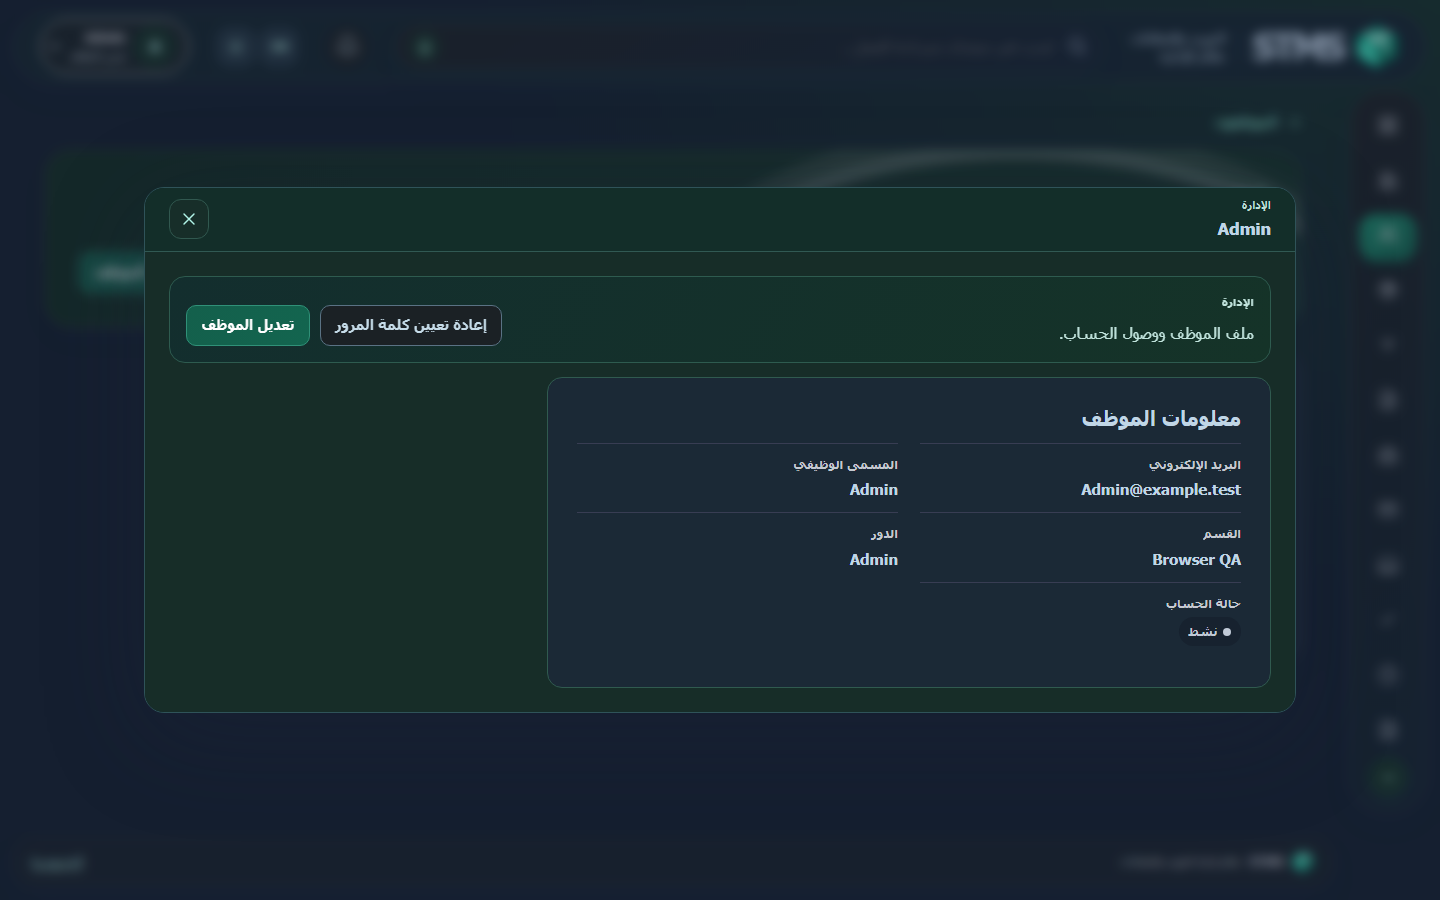 STMS
الإدارة
Admin
الإدارة
ملف الموظف ووصول الحساب.
إعادة تعيين كلمة المرور
تعديل الموظف
معلومات الموظف
البريد الإلكتروني
Admin@example.test
المسمى الوظيفي
Admin
القسم
Browser QA
الدور
Admin
حالة الحساب
نشط